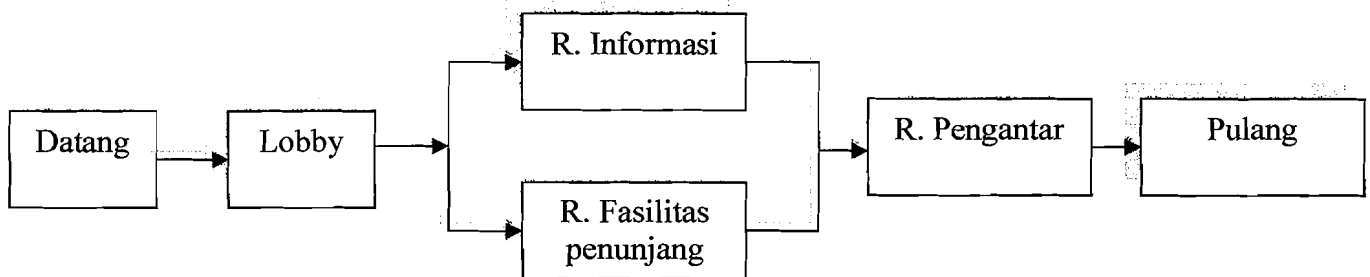 Datang
Lobby
R. Informasi
R. Fasilitas
penunjang
R. Pengantar
Pulang